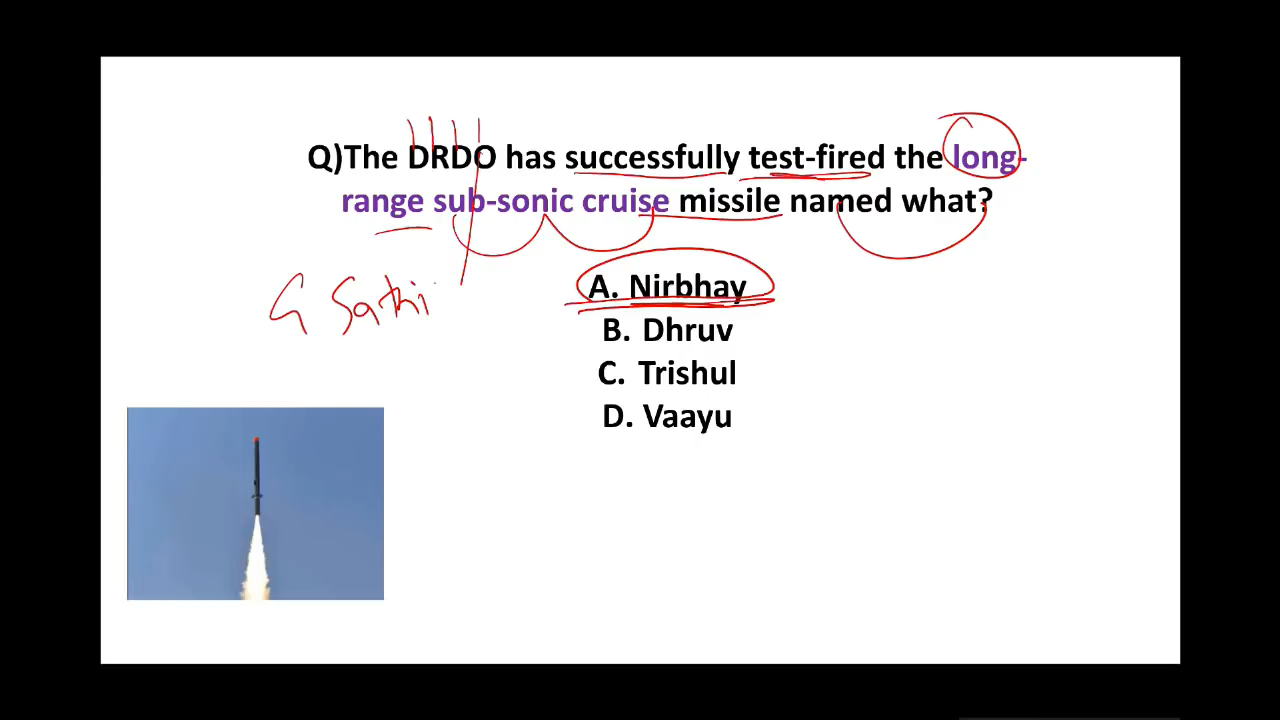 Q)The DRDO has successfully test-fired the long-
range sub-sonic cruise missile named what?
A. Nirbhay
G Sathi
B. Dhruv
C. Trishul
D. Vaayu